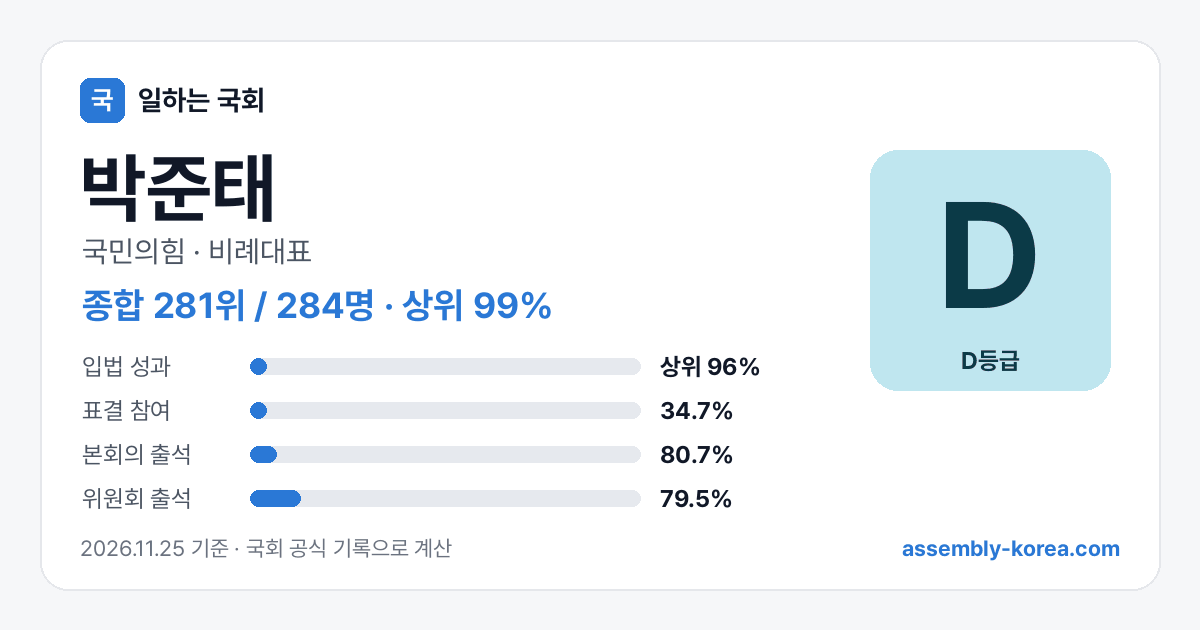 국 일하는 국회
박준태
국민의힘 · 비례대표
종합 281위 / 284명 · 상위 99%
D
D등급
입법 성과 상위 96%
표결 참여 34.7%
본회의 출석 80.7%
위원회 출석 79.5%
2026.11.25 기준 · 국회 공식 기록으로 계산
assembly-korea.com